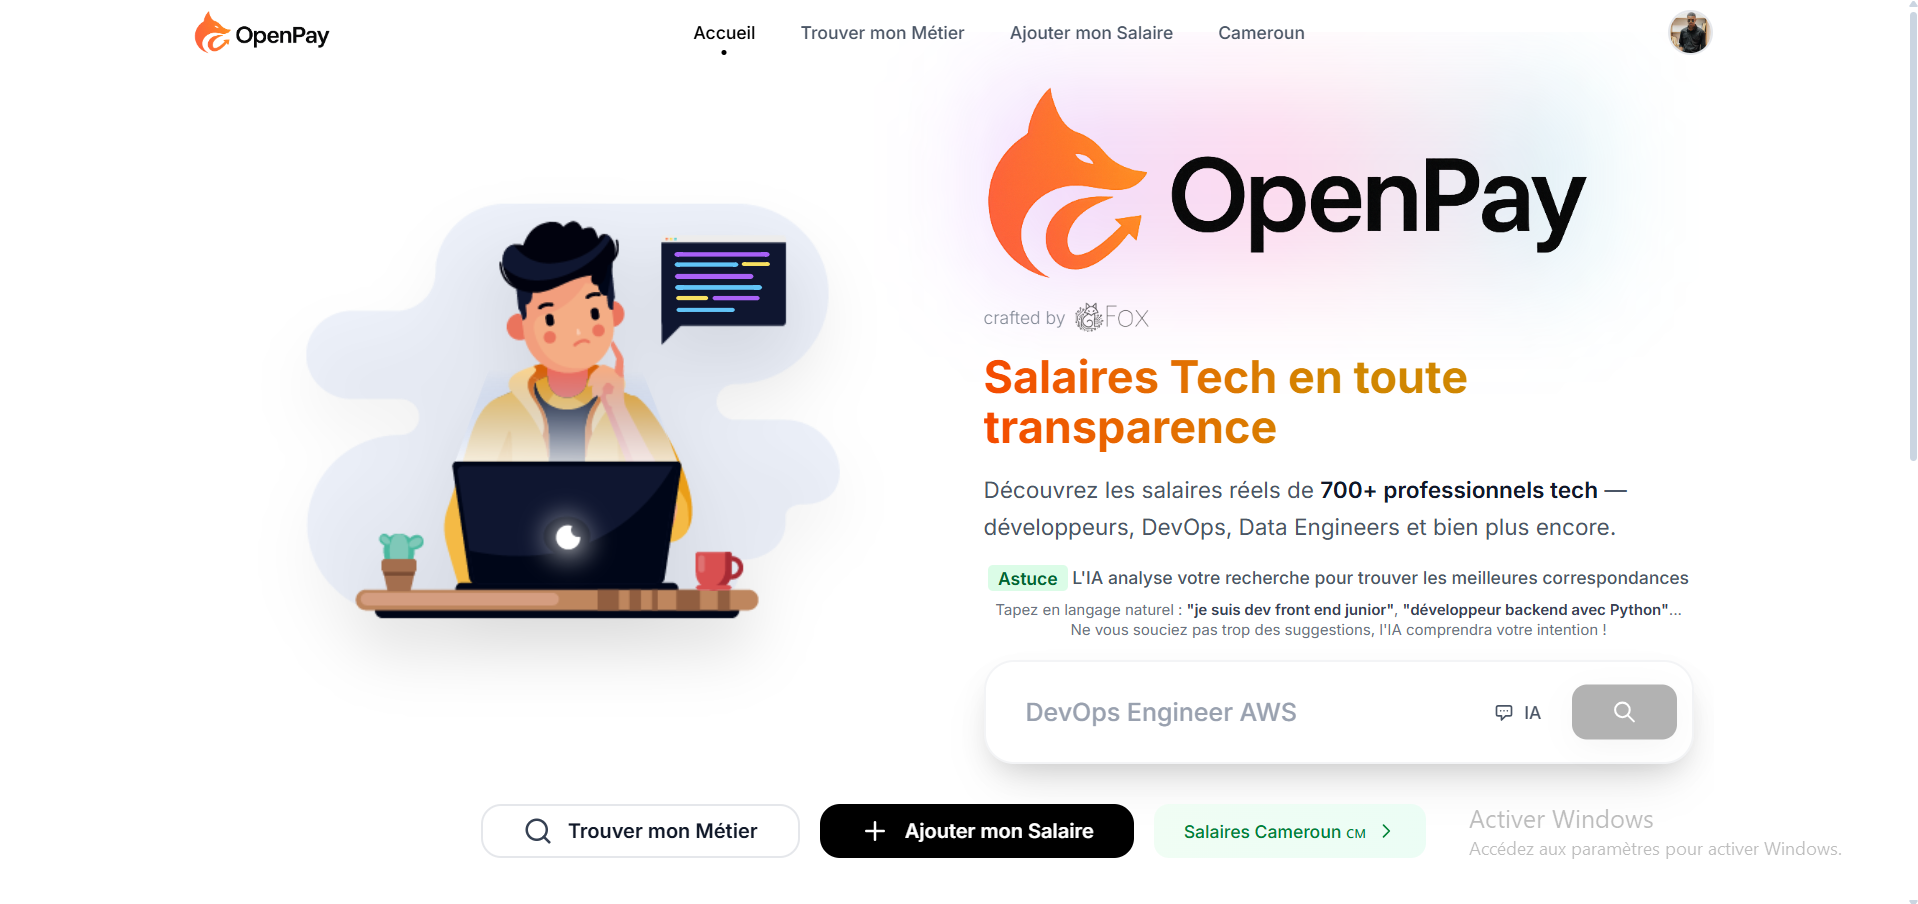 OpenPay
Accueil
Trouver mon Métier
Ajouter mon Salaire
Cameroun
OpenPay
crafted by FOX
Salaires Tech en toute
transparence
Découvrez les salaires réels de 700+ professionnels tech —
développeurs, DevOps, Data Engineers et bien plus encore.
Astuce L'IA analyse votre recherche pour trouver les meilleures correspondances
Tapez en langage naturel : "je suis dev front end junior", "développeur backend avec Python"...
Ne vous souciez pas trop des suggestions, l'IA comprendra votre intention !
DevOps Engineer AWS
IA
Trouver mon Métier
Ajouter mon Salaire
Salaires Cameroun CM
Activer Windows
Accédez aux paramètres pour activer Windows.